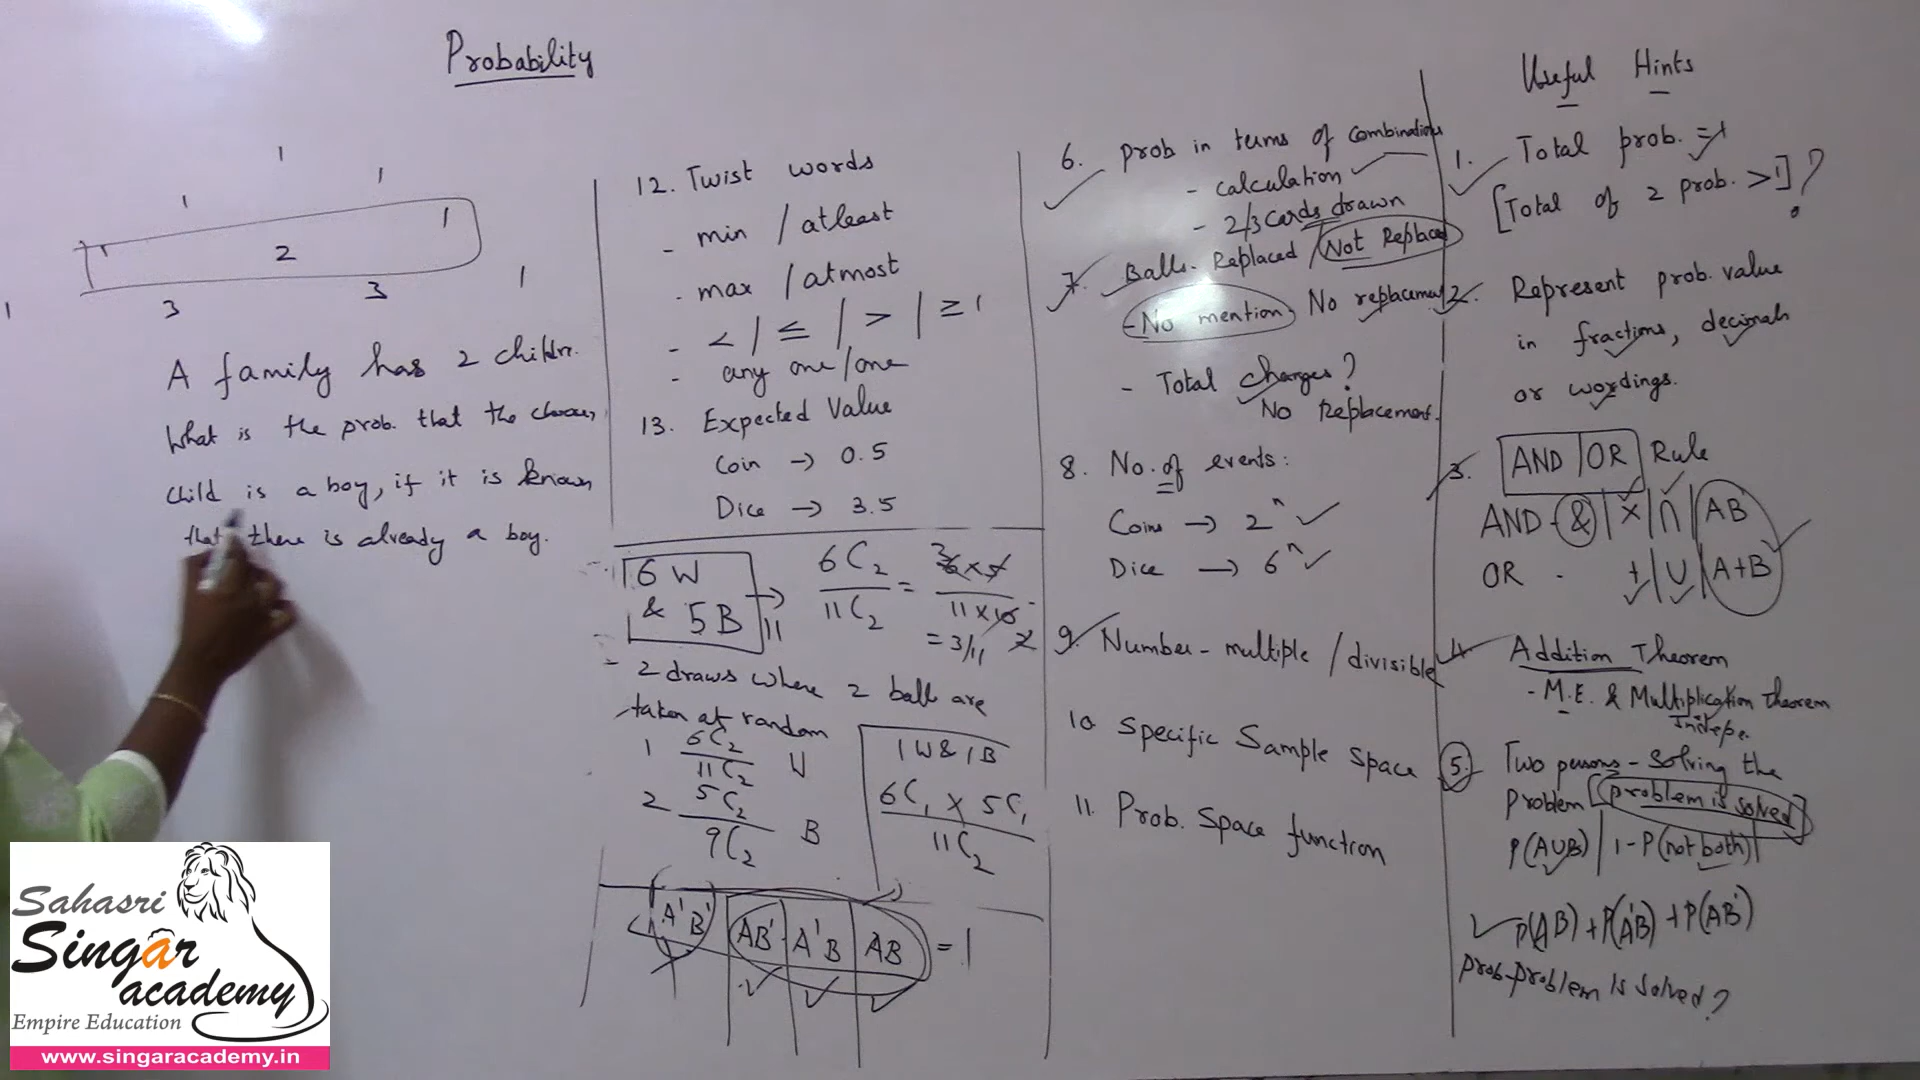 Probability
1
1 1
1
2
3 3 1
1
A family has 2 children.
What is the prob. that the chosen
child is a boy, if it is known
that there is already a boy.
12. Twist words
- min / atleast
- max / atmost
- < | ≤ | > | ≥ 1
- any one/one
13. Expected Value
Coin → 0.5
Dice → 3.5
6 W
& 5 B
11
6C2
11C2
=
11 × 10
= 3/11
- 2 draws where 2 balls are
taken at random
1 6C2/11C2 W
2 5C2/9C2 B
1W & 1B
6C1 × 5C1
11C2
A'B' AB' A'B AB = 1
6. Prob in terms of Combinations
- calculation
- 2/3 cards drawn
7. Balls - Replaced / Not Replaced
- No mention, No replacement
- Total changes?
No Replacement.
8. No. of events:
Coins → 2^n
Dice → 6^n
9. Number - multiple / divisible
10 Specific Sample Space
11. Prob. Space function
Useful Hints
1. Total prob. = 1
[Total of 2 prob. > 1] ?
2. Represent prob. value
in fractions, decimals
or wordings.
3. AND | OR Rule
AND - & | × | ∩ | AB
OR - + | ∪ | A+B
4. Addition Theorem
- M.E. & Multiplication theorem
Indepe.
5. Two persons - Solving the
Problem [problem is solved]
P(A∪B) | 1 - P(not both)
P(AB) + P(A'B) + P(AB')
prob-problem is solved?
Sahasri
Singar
academy
Empire Education
www.singaracademy.in